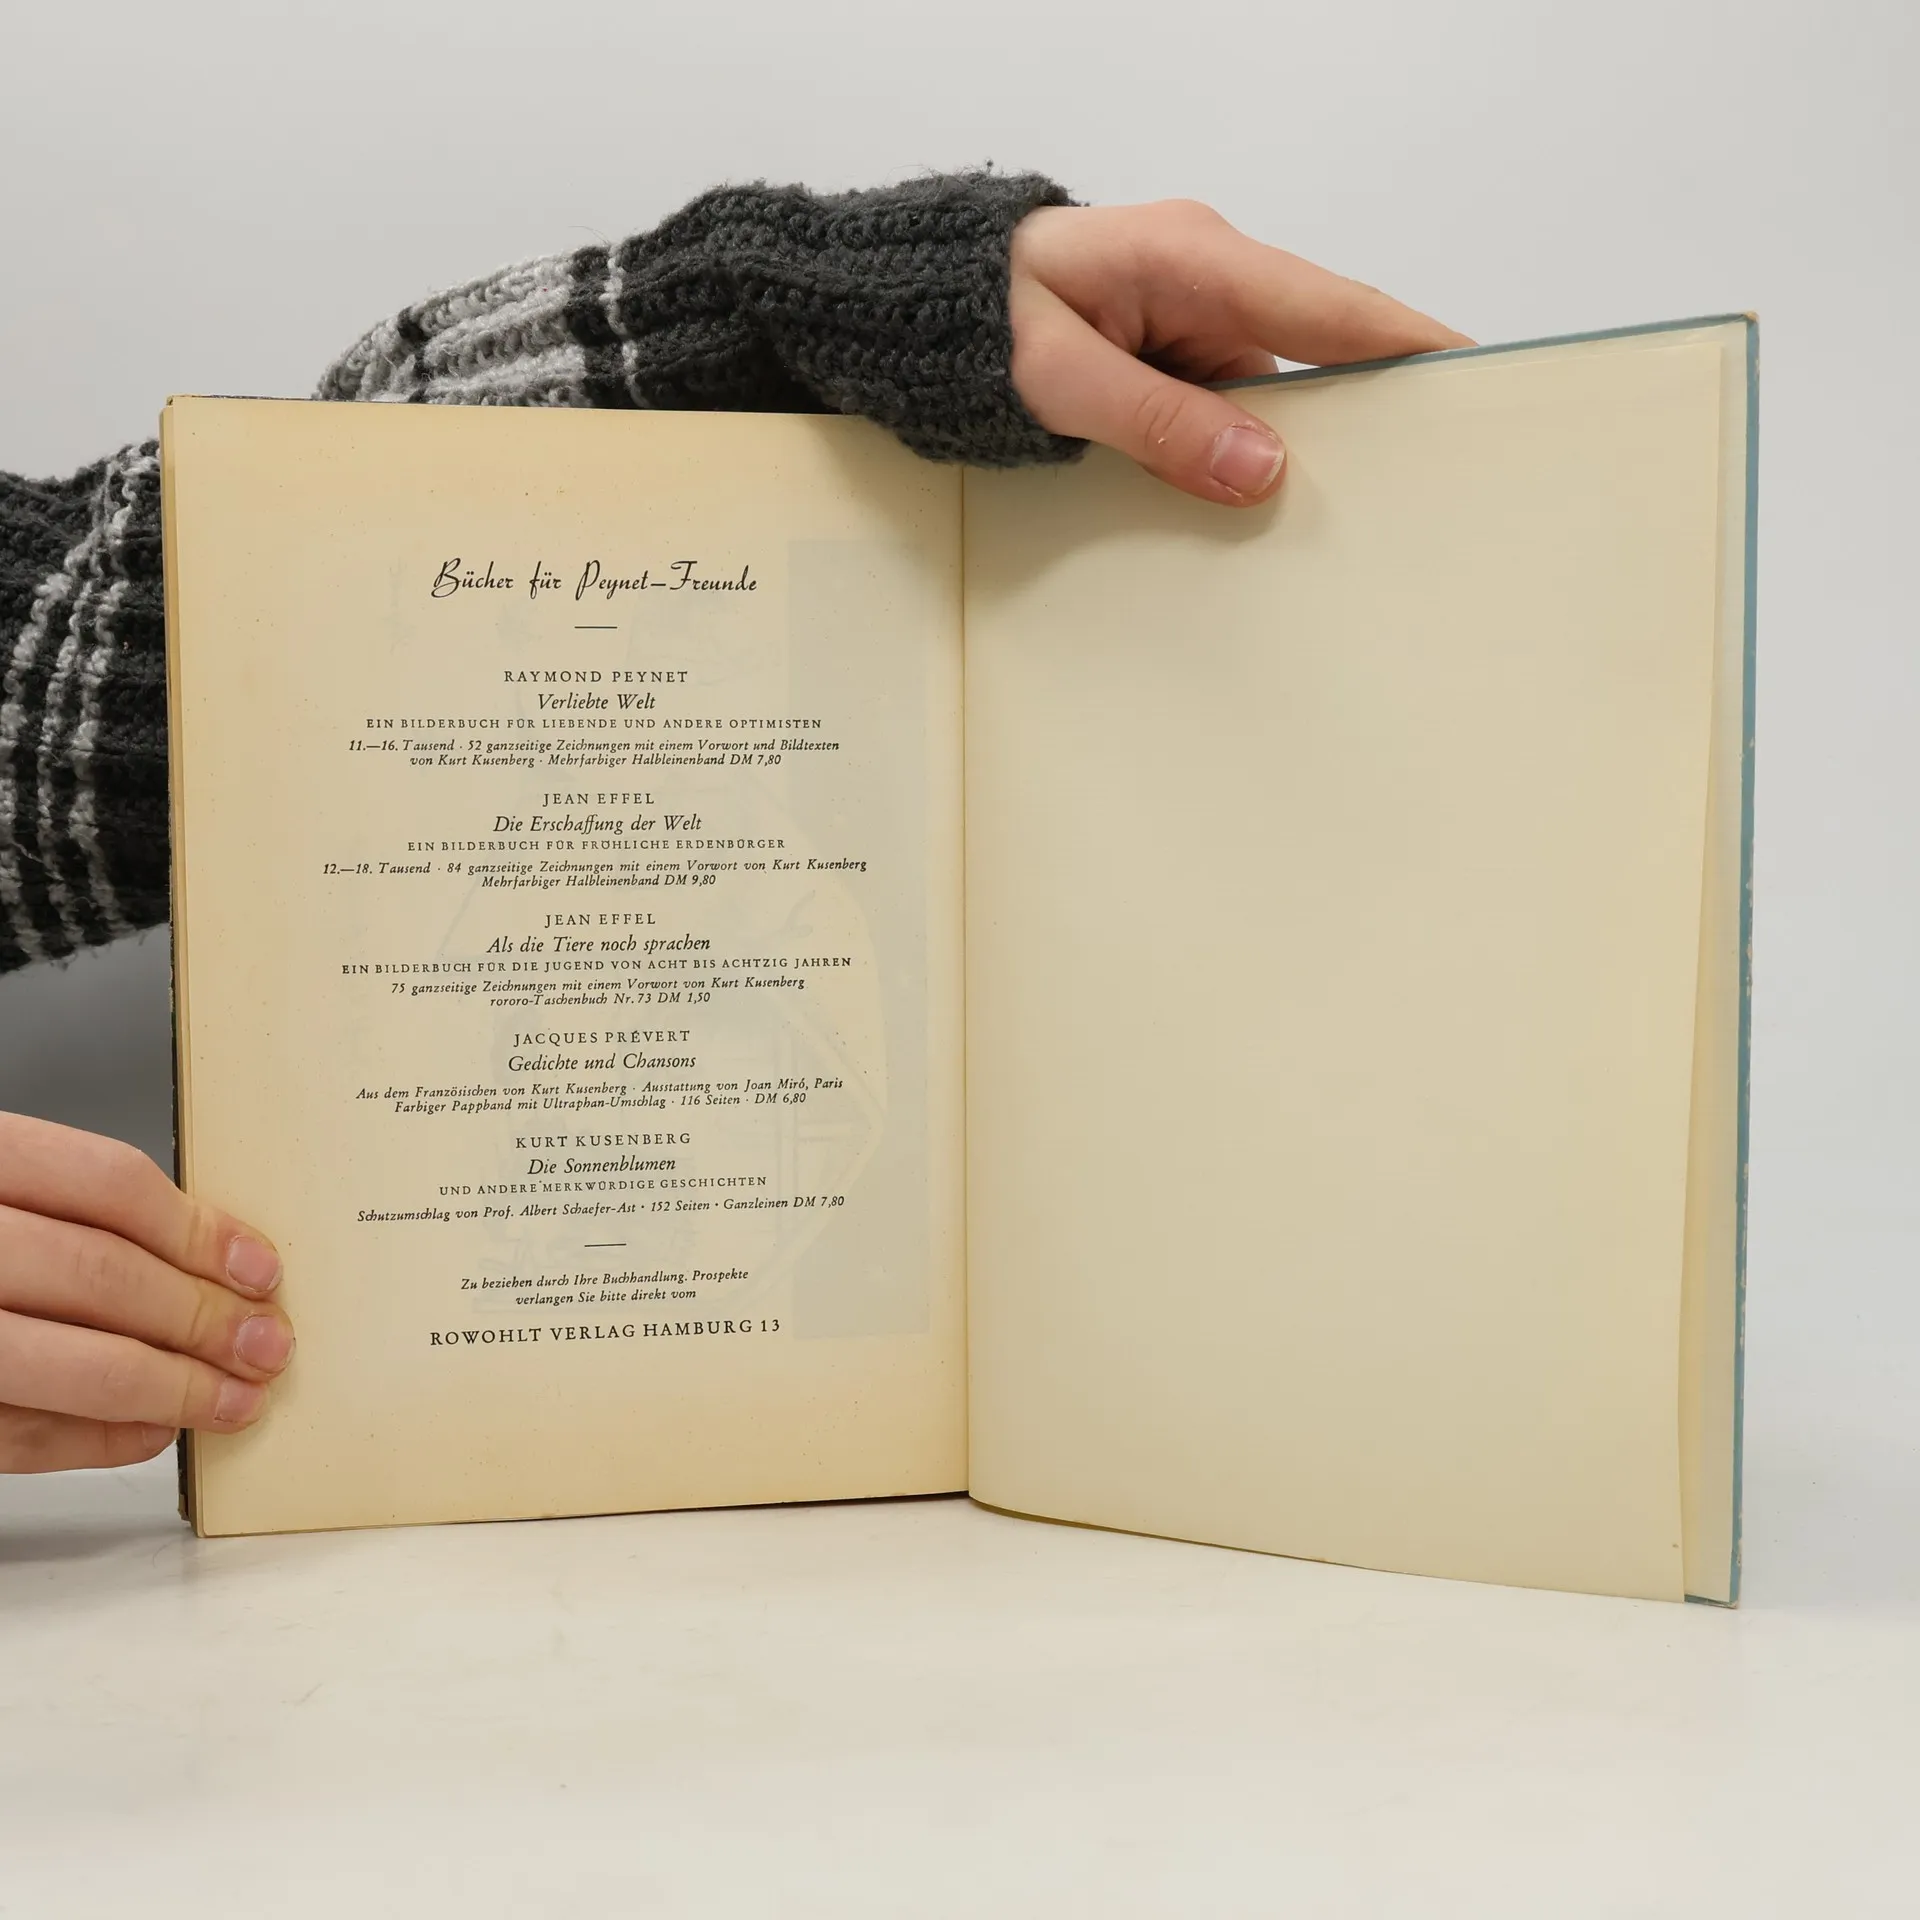 Bücher für Peynet–Freunde
RAYMOND PEYNET
Verliebte Welt
EIN BILDERBUCH FÜR LIEBENDE UND ANDERE OPTIMISTEN
11.—16. Tausend · 52 ganzseitige Zeichnungen mit einem Vorwort und Bildtexten
von Kurt Kusenberg · Mehrfarbiger Halbleinenband DM 7,80
JEAN EFFEL
Die Erschaffung der Welt
EIN BILDERBUCH FÜR FRÖHLICHE ERDENBÜRGER
12.—18. Tausend · 84 ganzseitige Zeichnungen mit einem Vorwort von Kurt Kusenberg
Mehrfarbiger Halbleinenband DM 9,80
JEAN EFFEL
Als die Tiere noch sprachen
EIN BILDERBUCH FÜR DIE JUGEND VON ACHT BIS ACHTZIG JAHREN
75 ganzseitige Zeichnungen mit einem Vorwort von Kurt Kusenberg
rororo-Taschenbuch Nr. 73 DM 1,50
JACQUES PRÉVERT
Gedichte und Chansons
Aus dem Französischen von Kurt Kusenberg · Ausstattung von Joan Miró, Paris
Farbiger Pappband mit Ultraphan-Umschlag · 116 Seiten · DM 6,80
KURT KUSENBERG
Die Sonnenblumen
UND ANDERE MERKWÜRDIGE GESCHICHTEN
Schutzumschlag von Prof. Albert Schaefer-Ast · 152 Seiten · Ganzleinen DM 7,80
Zu beziehen durch Ihre Buchhandlung. Prospekte
verlangen Sie bitte direkt vom
ROWOHLT VERLAG HAMBURG 13